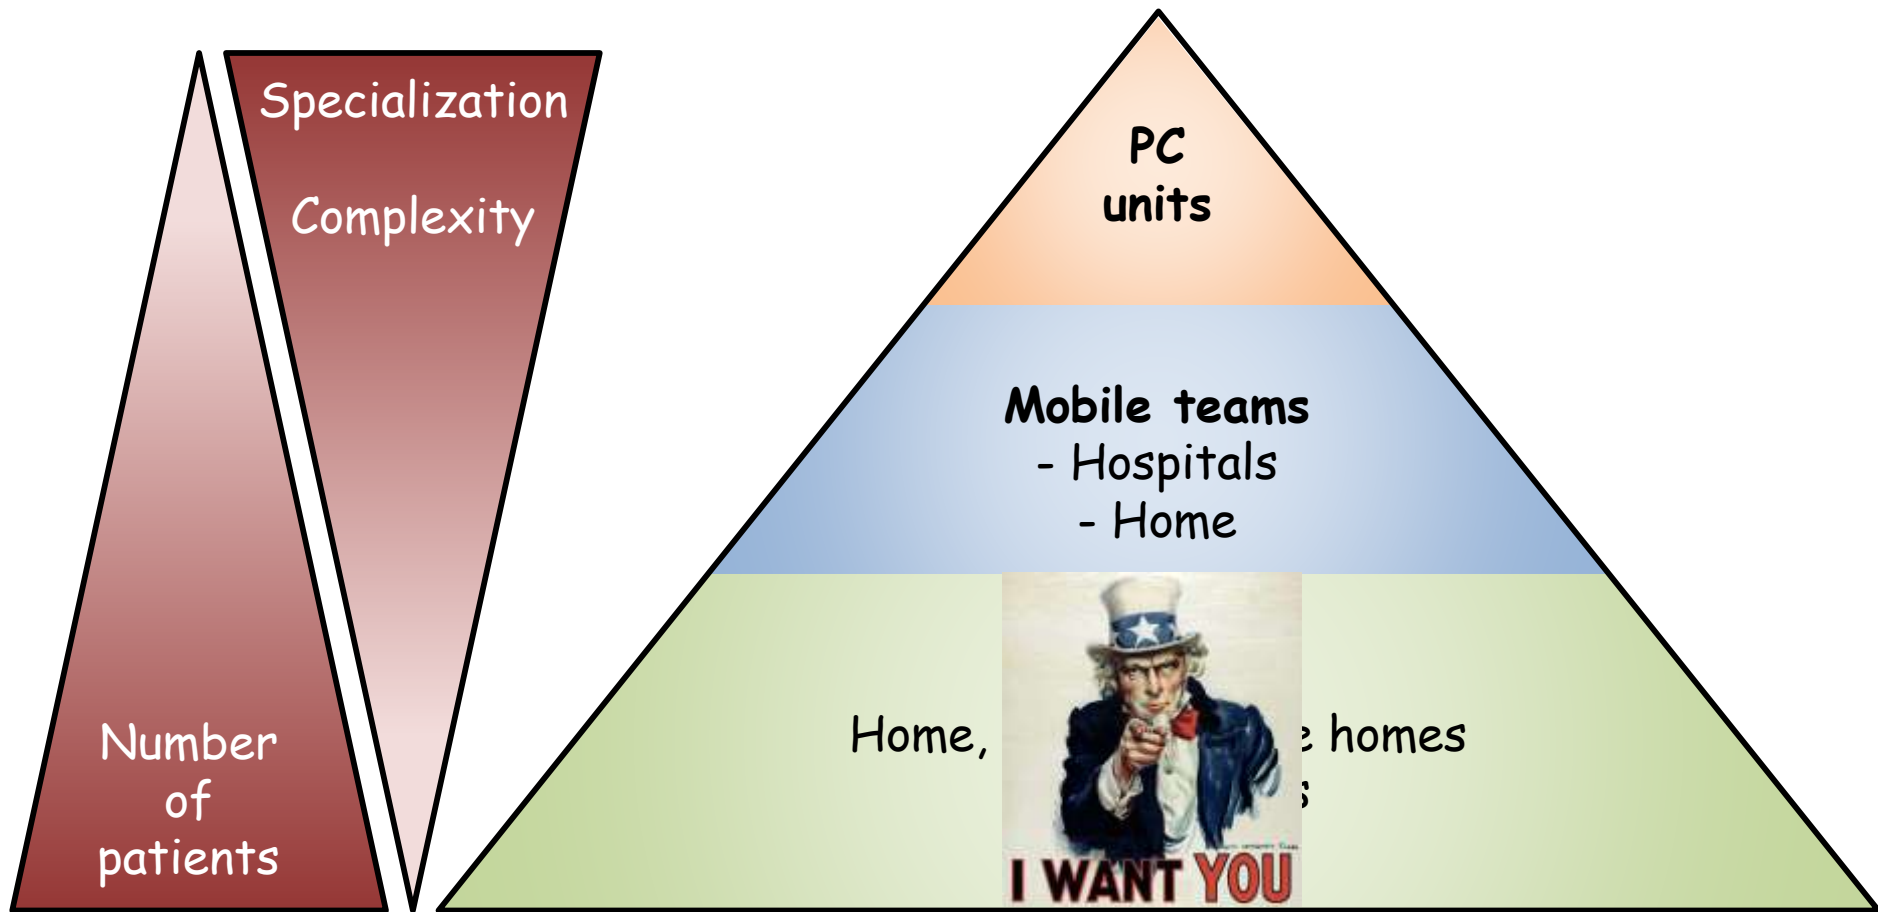 Specialization
Complexity
Number
of
patients
PC
units
Mobile teams
- Hospitals
- Home
Home,
homes
I WANT YOU